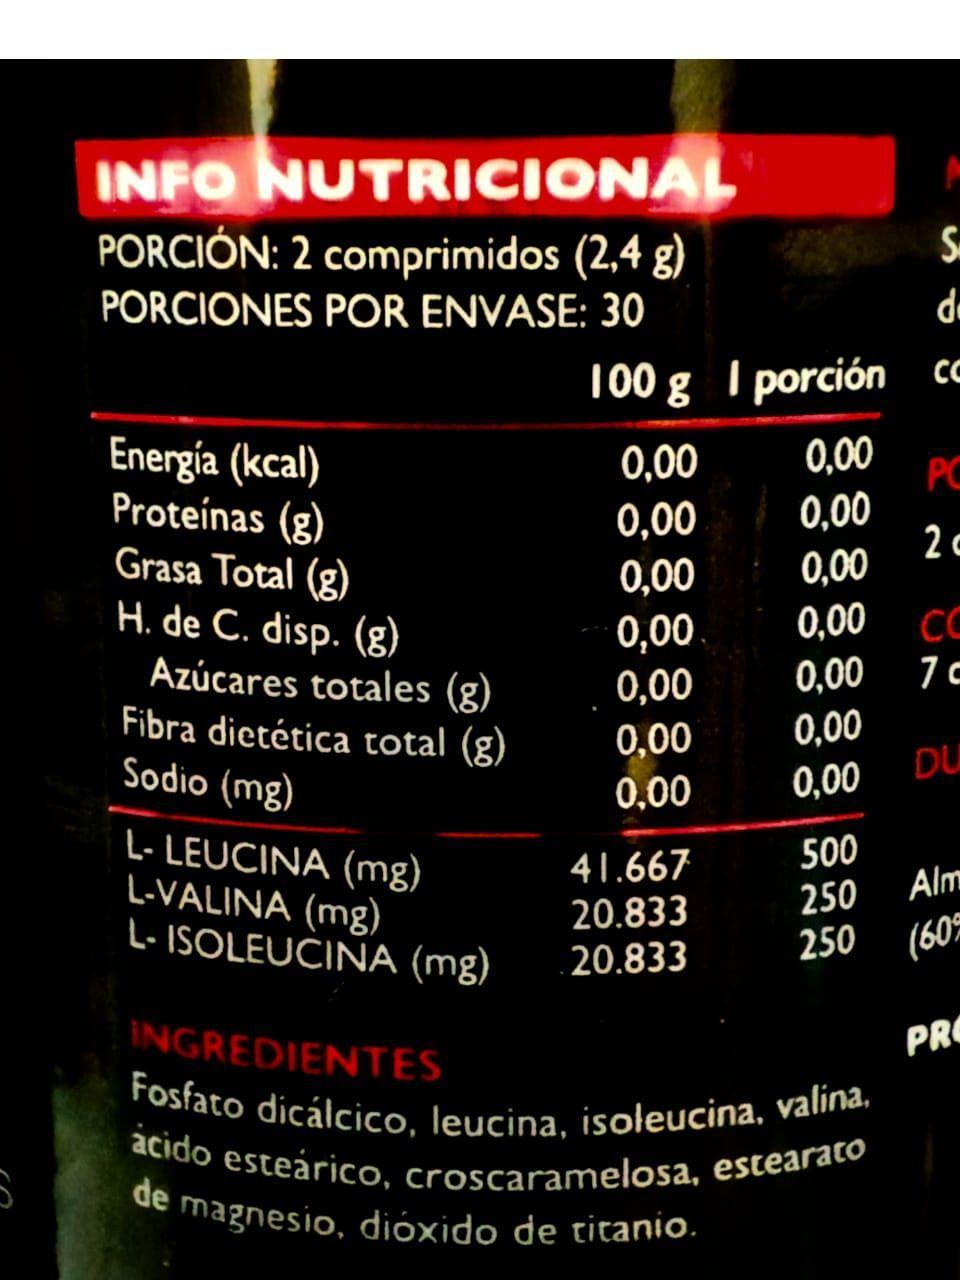 INFO NUTRICIONAL
PORCIÓN: 2 comprimidos (2,4 g)
PORCIONES POR ENVASE: 30
100 g 1 porción
Energía (kcal) 0,00 0,00
Proteínas (g) 0,00 0,00
Grasa Total (g) 0,00 0,00
H. de C. disp. (g) 0,00 0,00
Azúcares totales (g) 0,00 0,00
Fibra dietética total (g) 0,00 0,00
Sodio (mg) 0,00 0,00
L- LEUCINA (mg) 41.667 500
L-VALINA (mg) 20.833 250
L- ISOLEUCINA (mg) 20.833 250
INGREDIENTES
Fosfato dicálcico, leucina, isoleucina, valina,
ácido esteárico, croscaramelosa, estearato
de magnesio, dióxido de titanio.